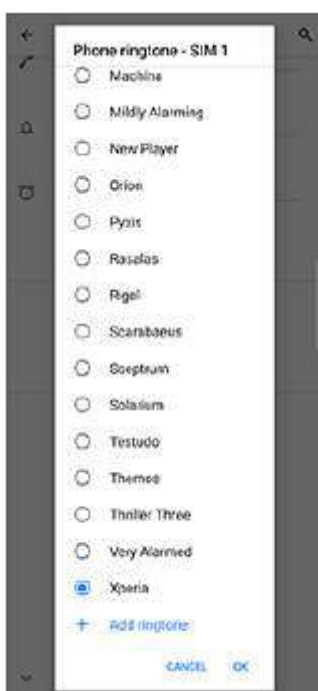 Phone ringtone - SIM 1
Machina
Mildly Alarming
New Player
Orion
Pyxis
Rasalas
Rigel
Scarabaeus
Sceptrum
Solarium
Testudo
Themos
Thriller Three
Very Alarmed
Xperia
Add ringtone
CANCEL OK